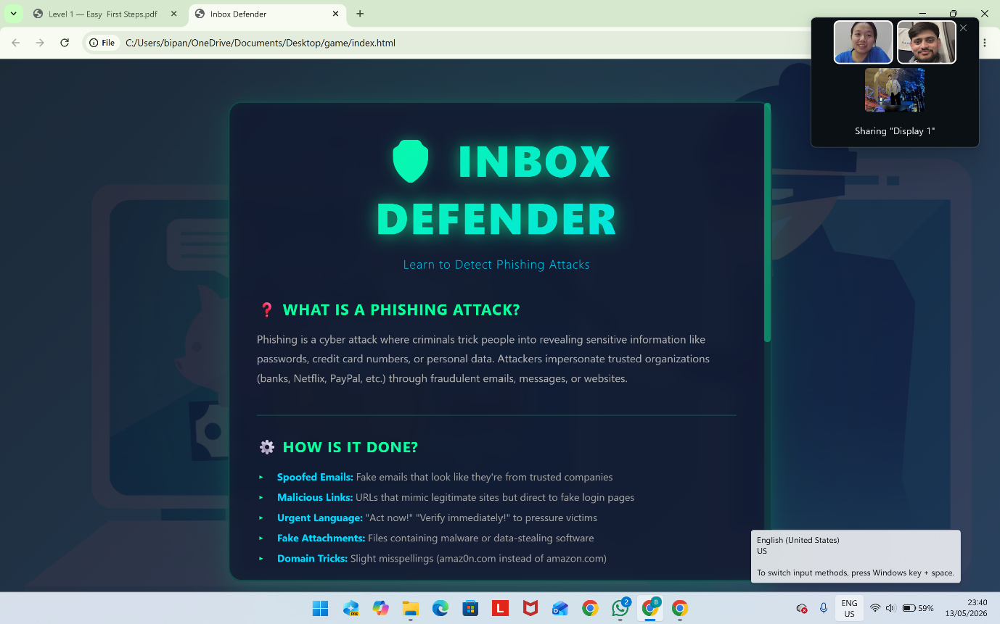 Level 1 — Easy First Steps.pdf
Inbox Defender
File
C:/Users/bipan/OneDrive/Documents/Desktop/game/index.html
Sharing "Display 1"
INBOX
DEFENDER
Learn to Detect Phishing Attacks
❓ WHAT IS A PHISHING ATTACK?
Phishing is a cyber attack where criminals trick people into revealing sensitive information like
passwords, credit card numbers, or personal data. Attackers impersonate trusted organizations
(banks, Netflix, PayPal, etc.) through fraudulent emails, messages, or websites.
⚙️ HOW IS IT DONE?
► Spoofed Emails: Fake emails that look like they're from trusted companies
► Malicious Links: URLs that mimic legitimate sites but direct to fake login pages
► Urgent Language: "Act now!" "Verify immediately!" to pressure victims
► Fake Attachments: Files containing malware or data-stealing software
► Domain Tricks: Slight misspellings (amaz0n.com instead of amazon.com)
English (United States)
US
To switch input methods, press Windows key + space.
PRE
L
2
B
ENG
US
59%
23:40
13/05/2026